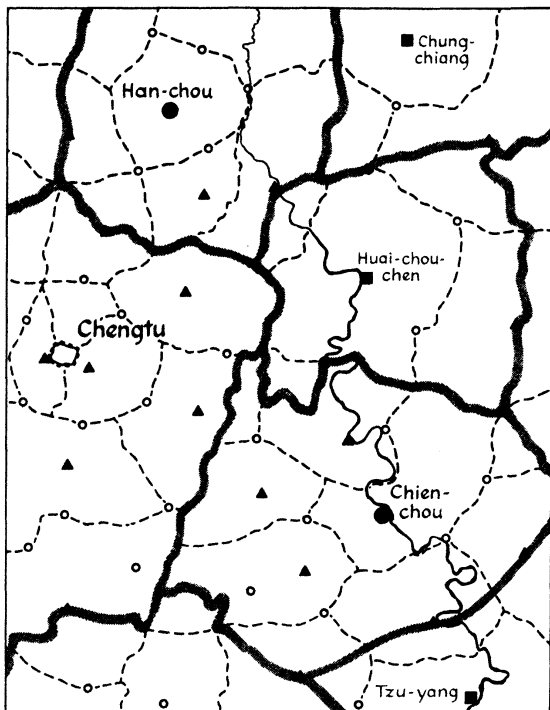 Chung-
chiang
Han-chou
Huai-chou-
chen
Chengtu
Chien-
chou
Tzu-yang